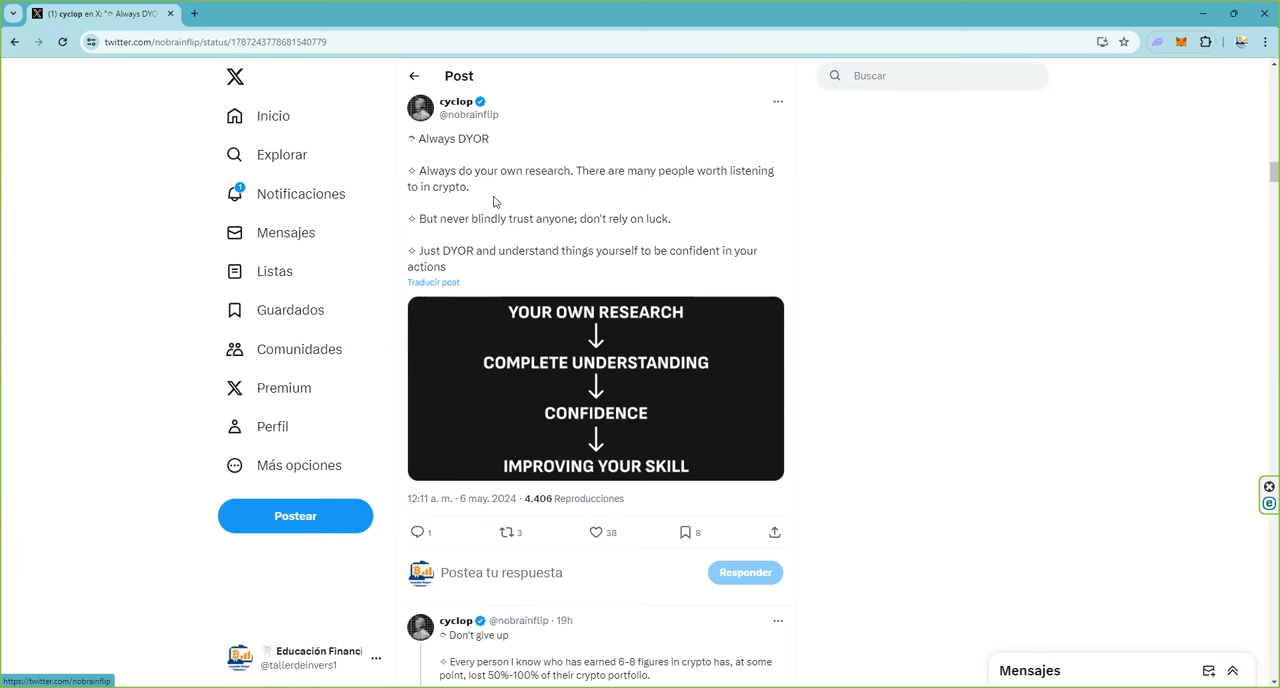 (1) cyclop en X: "
Always DYO
twitter.com/nobrainflip/status/1787243778681540779
Post
Buscar
cyclop
@nobrainflip
Always DYOR
Always do your own research. There are many people worth listening
to in crypto.
But never blindly trust anyone; don't rely on luck.
Just DYOR and understand things yourself to be confident in your
actions
Traducir post
YOUR OWN RESEARCH
COMPLETE UNDERSTANDING
CONFIDENCE
IMPROVING YOUR SKILL
12:11 a. m. · 6 may. 2024 · 4.406 Reproducciones
1
3
38
8
Postea tu respuesta
Responder
cyclop @nobrainflip · 19h
Don't give up
Every person I know who has earned 6-8 figures in crypto has, at some
point, lost 50%-100% of their crypto portfolio.
Inicio
Explorar
1
Notificaciones
Mensajes
Listas
Guardados
Comunidades
Premium
Perfil
Más opciones
Postear
Educación Financi
@tallerdeinvers1
Mensajes
https://twitter.com/nobrainflip